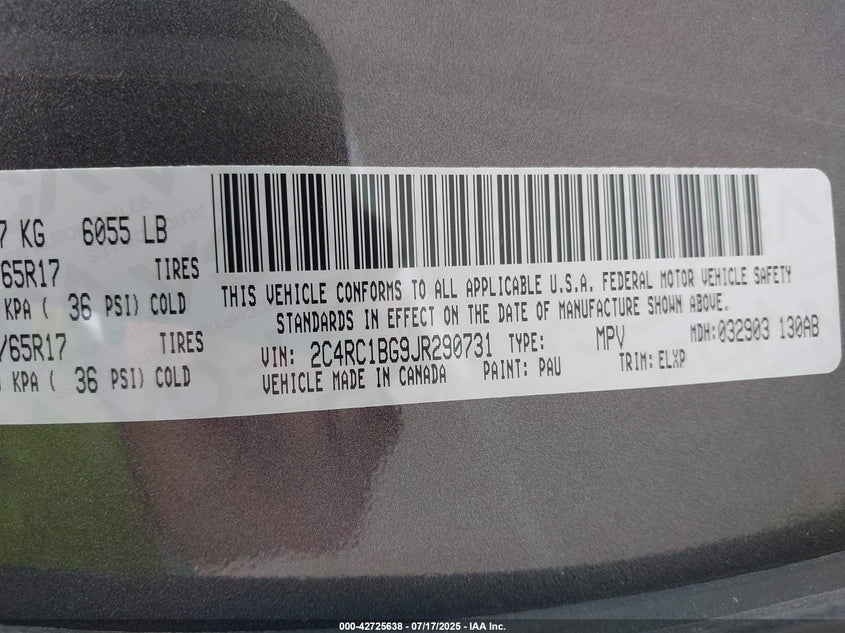 7 KG 6055 LB
65R17 TIRES
KPA ( 36 PSI) COLD
/65R17 TIRES
KPA ( 36 PSI) COLD
THIS VEHICLE CONFORMS TO ALL APPLICABLE U.S.A. FEDERAL MOTOR VEHICLE SAFETY
STANDARDS IN EFFECT ON THE DATE OF MANUFACTURE SHOWN ABOVE.
VIN: 2C4RC1BG9JR290731 TYPE: MPV MDH:032903 130AB
VEHICLE MADE IN CANADA PAINT: PAU TRIM: ELXP
000-42725638 - 07/17/2025 - IAA Inc.